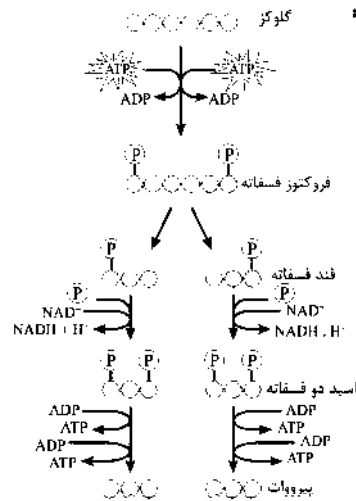 گلوکز
ATP ATP
ADP ADP
P P
فروکتوز فسفاته
P P
قند فسفاته
P P
NAD⁺ NAD⁺
NADH + H⁺ NADH + H⁺
P P P P
اسید دو فسفاته
ADP ADP
ATP ATP
ADP ADP
ATP ATP
پیرووات